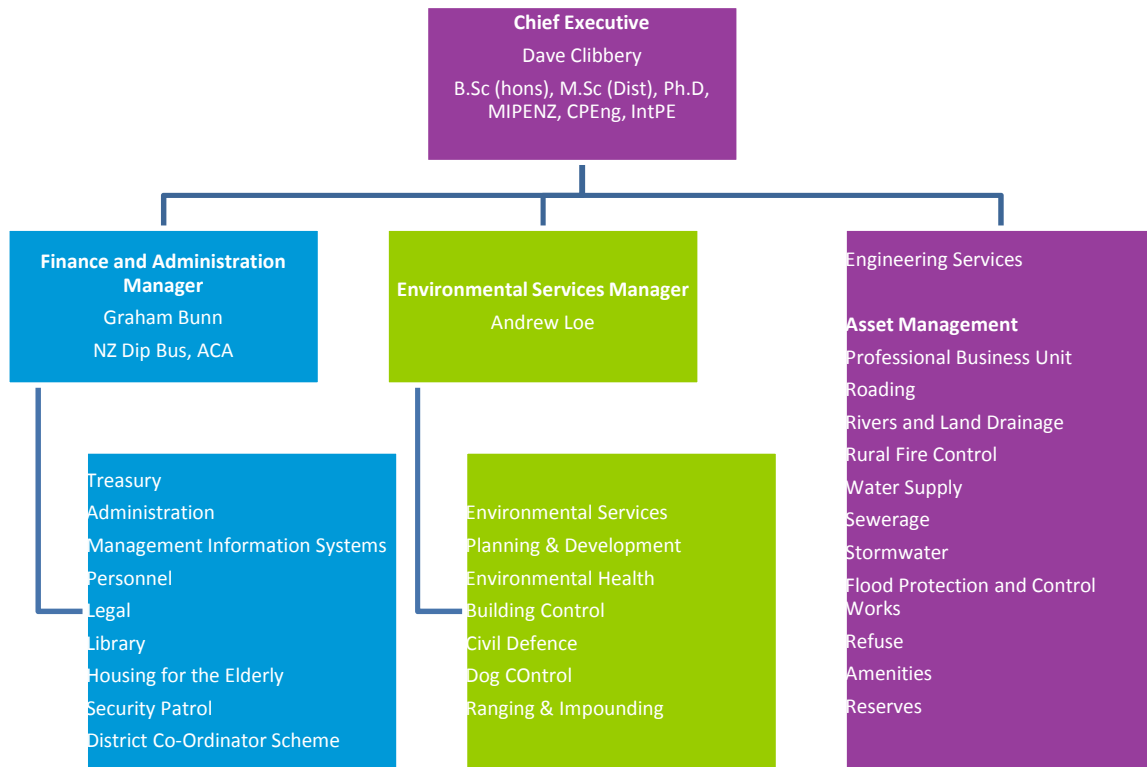 Chief Executive
Dave Clibbery
B.Sc (hons), M.Sc (Dist), Ph.D,
MIPENZ, CPEng, IntPE
Finance and Administration
Manager
Graham Bunn
NZ Dip Bus, ACA
Treasury
Administration
Management Information Systems
Personnel
Legal
Library
Housing for the Elderly
Security Patrol
District Co-Ordinator Scheme
Environmental Services Manager
Andrew Loe
Environmental Services
Planning & Development
Environmental Health
Building Control
Civil Defence
Dog COntrol
Ranging & Impounding
Engineering Services
Asset Management
Professional Business Unit
Roading
Rivers and Land Drainage
Rural Fire Control
Water Supply
Sewerage
Stormwater
Flood Protection and Control
Works
Refuse
Amenities
Reserves